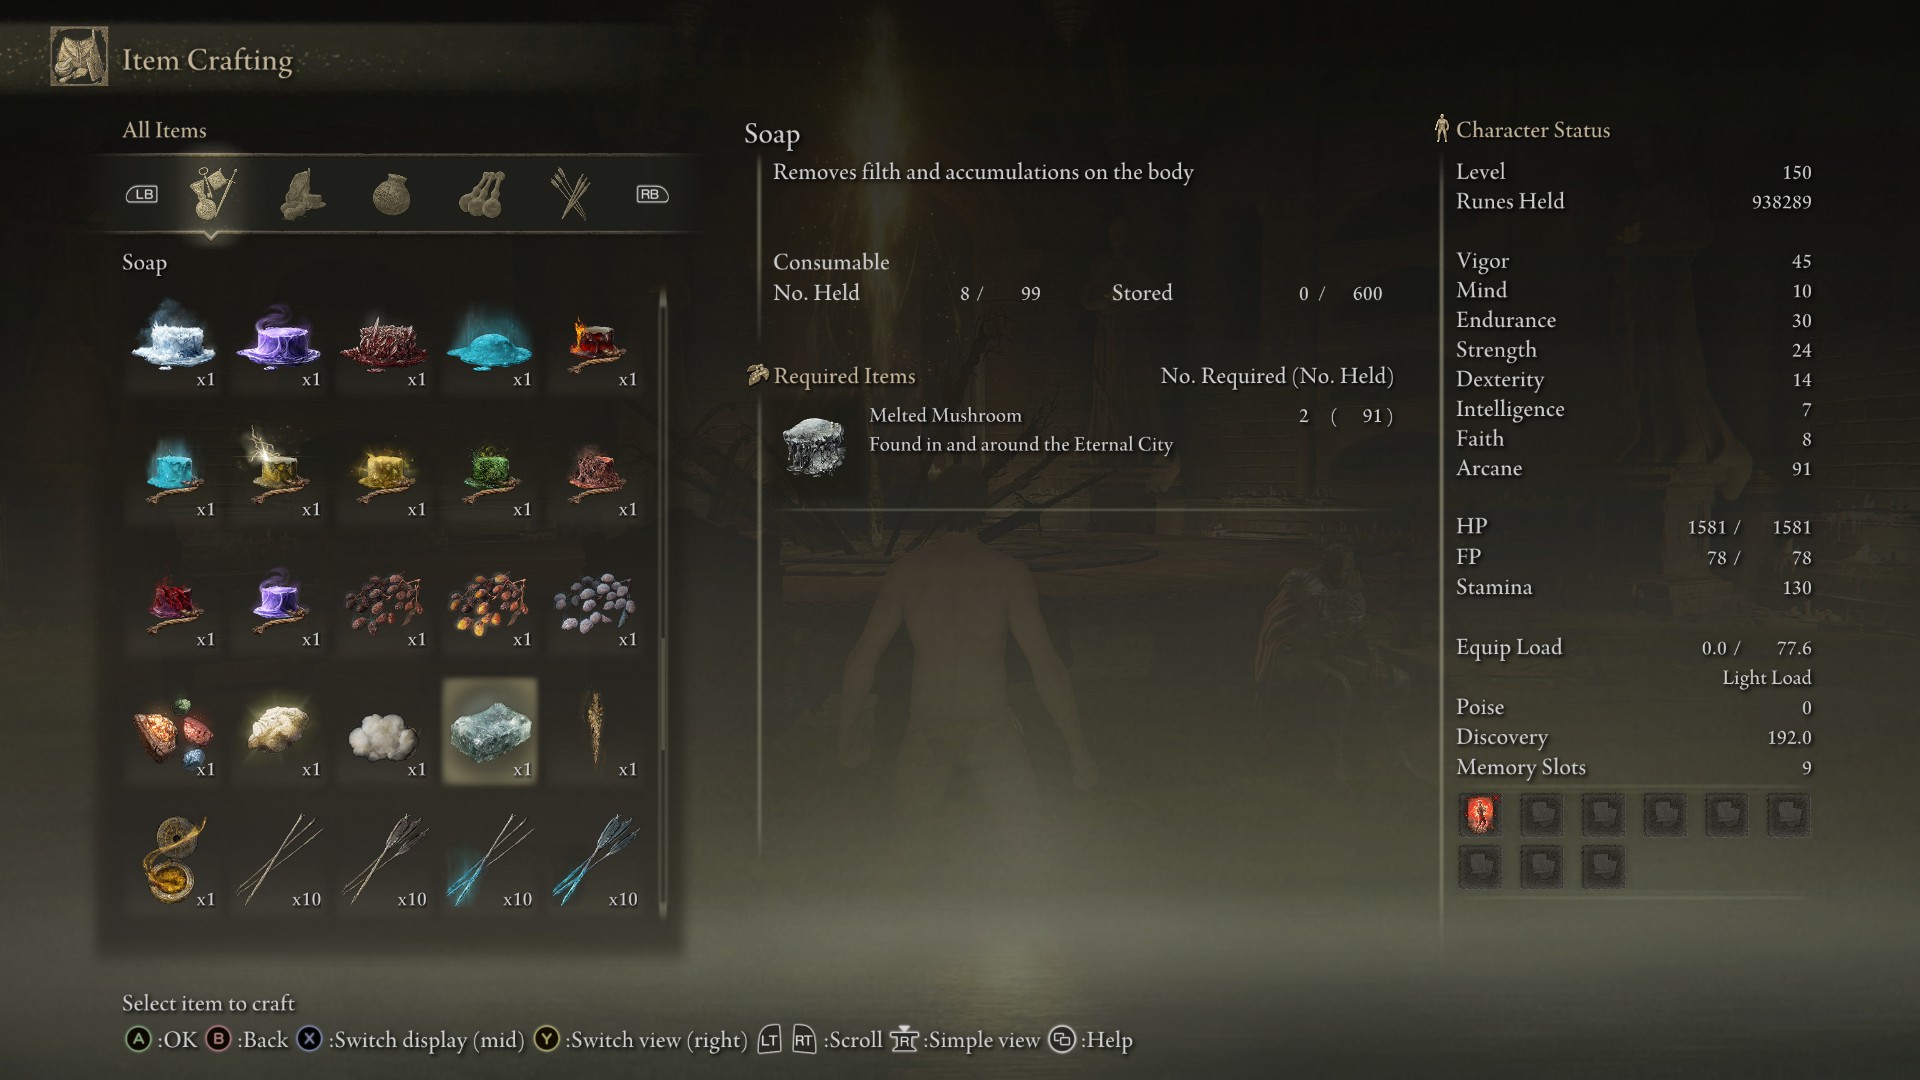 Item Crafting
All Items
LB
RB
Soap
x1 x1 x1 x1 x1
x1 x1 x1 x1 x1
x1 x1 x1 x1 x1
x1 x1 x1 x1 x1
x1 x10 x10 x10 x10
Soap
Removes filth and accumulations on the body
Consumable
No. Held 8 / 99 Stored 0 / 600
Required Items No. Required (No. Held)
Melted Mushroom 2 ( 91 )
Found in and around the Eternal City
Character Status
Level 150
Runes Held 938289
Vigor 45
Mind 10
Endurance 30
Strength 24
Dexterity 14
Intelligence 7
Faith 8
Arcane 91
HP 1581 / 1581
FP 78 / 78
Stamina 130
Equip Load 0.0 / 77.6
Light Load
Poise 0
Discovery 192.0
Memory Slots 9
Select item to craft
A :OK B :Back X :Switch display (mid) Y :Switch view (right) LT RT :Scroll R :Simple view :Help